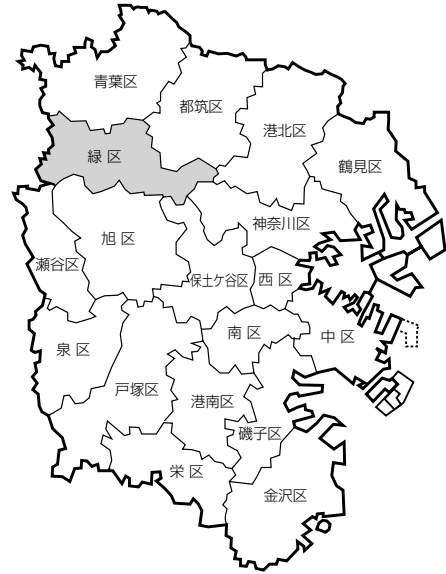 青葉区
都筑区
港北区
緑 区
鶴見区
神奈川区
旭 区
瀬谷区
保土ケ谷区
西 区
南 区
中 区
泉 区
戸塚区
港南区
磯子区
栄 区
金沢区